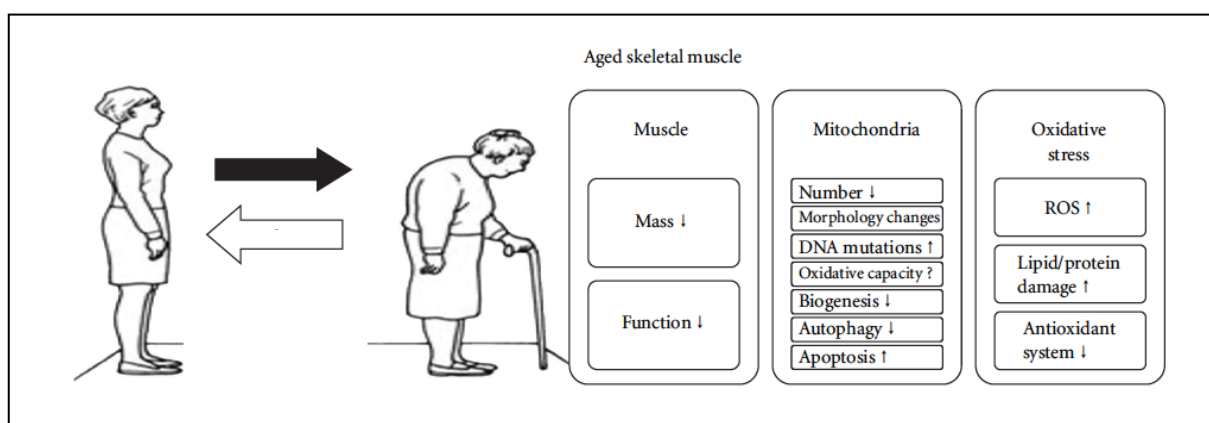 Aged skeletal muscle
Muscle
Mass ↓
Function ↓
Mitochondria
Number ↓
Morphology changes
DNA mutations ↑
Oxidative capacity ?
Biogenesis ↓
Autophagy ↓
Apoptosis ↑
Oxidative
stress
ROS ↑
Lipid/protein
damage ↑
Antioxidant
system ↓